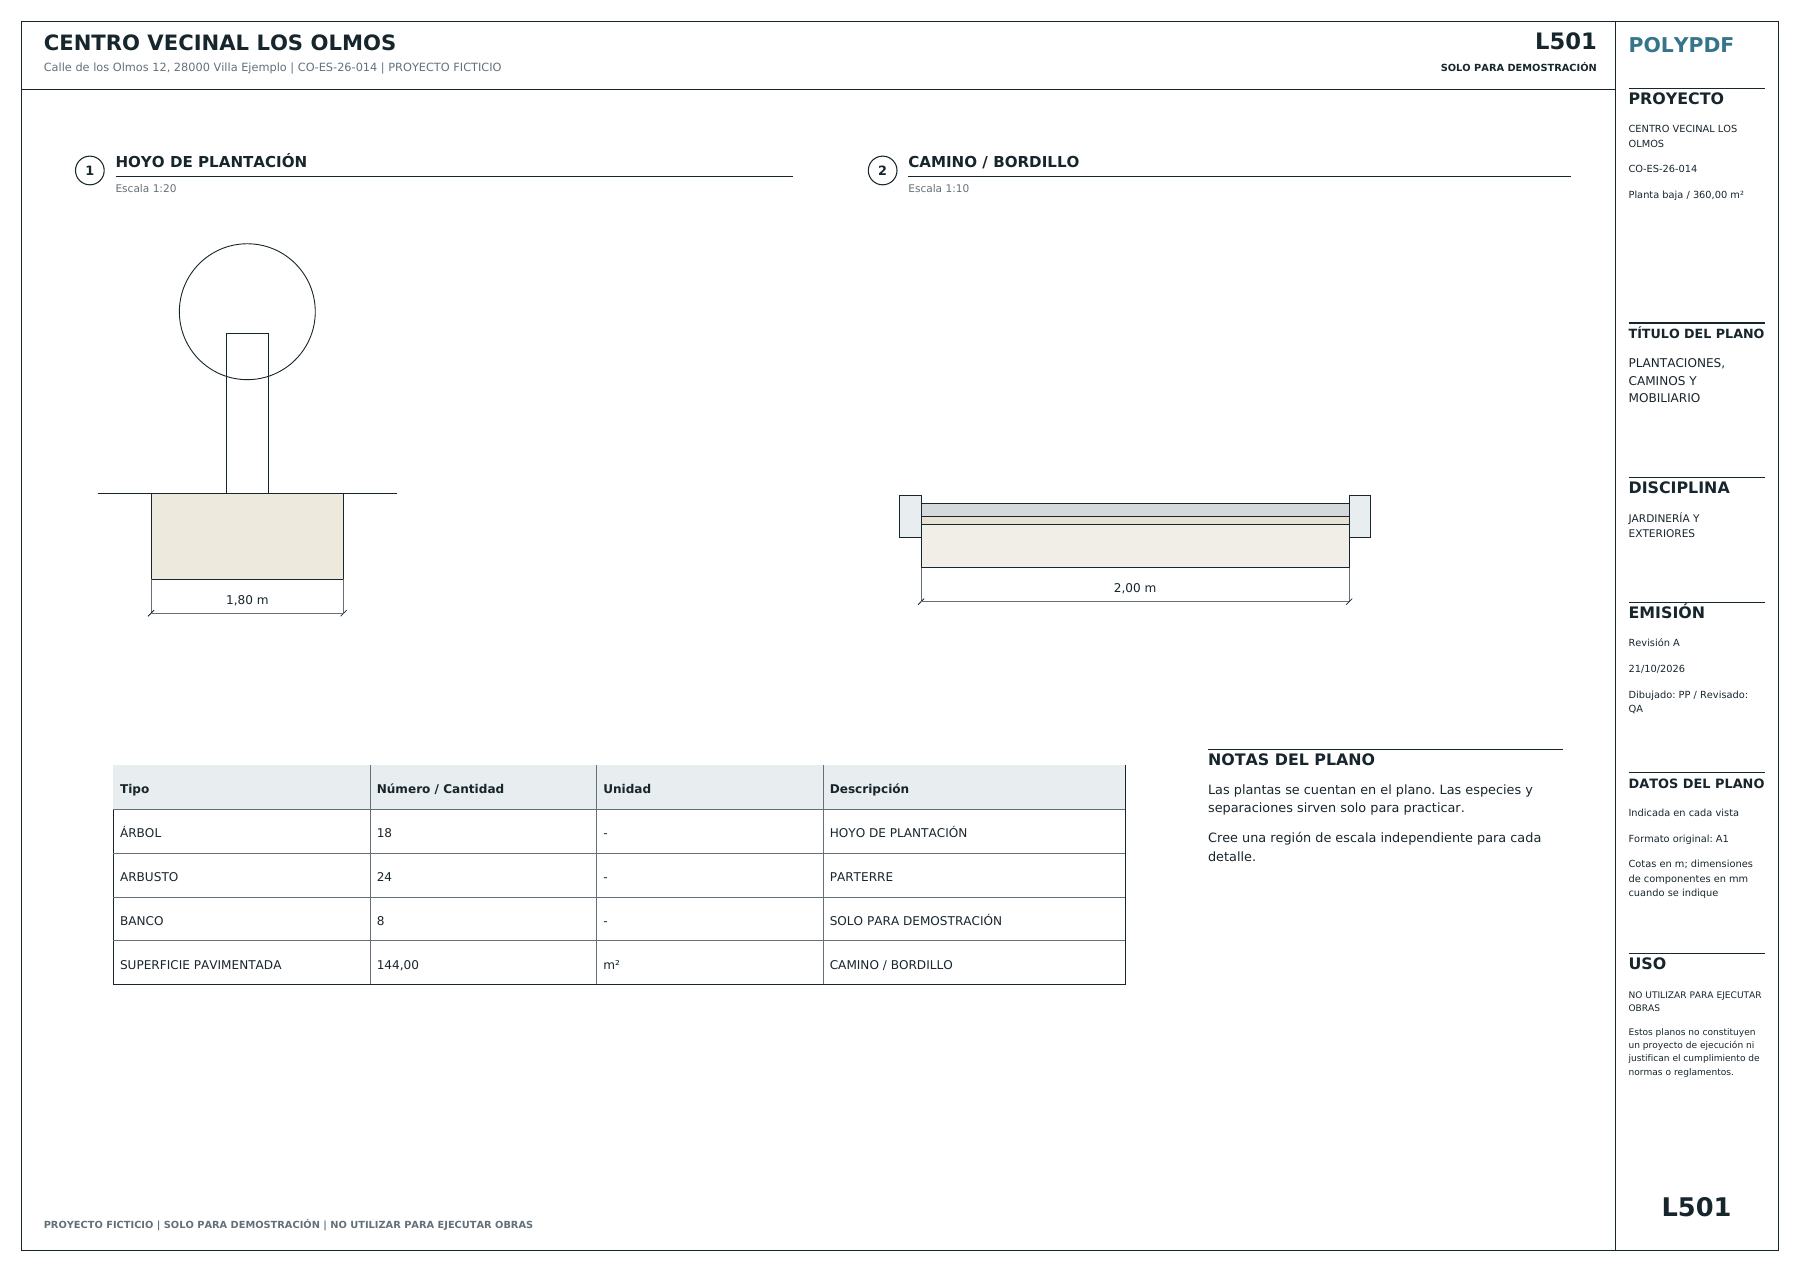 CENTRO VECINAL LOS OLMOS
Calle de los Olmos 12, 28000 Villa Ejemplo | CO-ES-26-014 | PROYECTO FICTICIO
L501
SOLO PARA DEMOSTRACIÓN
1
HOYO DE PLANTACIÓN
Escala 1:20
1,80 m
2
CAMINO / BORDILLO
Escala 1:10
2,00 m
Tipo Número / Cantidad Unidad Descripción
ÁRBOL 18 - HOYO DE PLANTACIÓN
ARBUSTO 24 - PARTERRE
BANCO 8 - SOLO PARA DEMOSTRACIÓN
SUPERFICIE PAVIMENTADA 144,00 m² CAMINO / BORDILLO
NOTAS DEL PLANO
Las plantas se cuentan en el plano. Las especies y
separaciones sirven solo para practicar.
Cree una región de escala independiente para cada
detalle.
PROYECTO FICTICIO | SOLO PARA DEMOSTRACIÓN | NO UTILIZAR PARA EJECUTAR OBRAS
POLYPDF
PROYECTO
CENTRO VECINAL LOS
OLMOS
CO-ES-26-014
Planta baja / 360,00 m²
TÍTULO DEL PLANO
PLANTACIONES,
CAMINOS Y
MOBILIARIO
DISCIPLINA
JARDINERÍA Y
EXTERIORES
EMISIÓN
Revisión A
21/10/2026
Dibujado: PP / Revisado:
QA
DATOS DEL PLANO
Indicada en cada vista
Formato original: A1
Cotas en m; dimensiones
de componentes en mm
cuando se indique
USO
NO UTILIZAR PARA EJECUTAR
OBRAS
Estos planos no constituyen
un proyecto de ejecución ni
justifican el cumplimiento de
normas o reglamentos.
L501